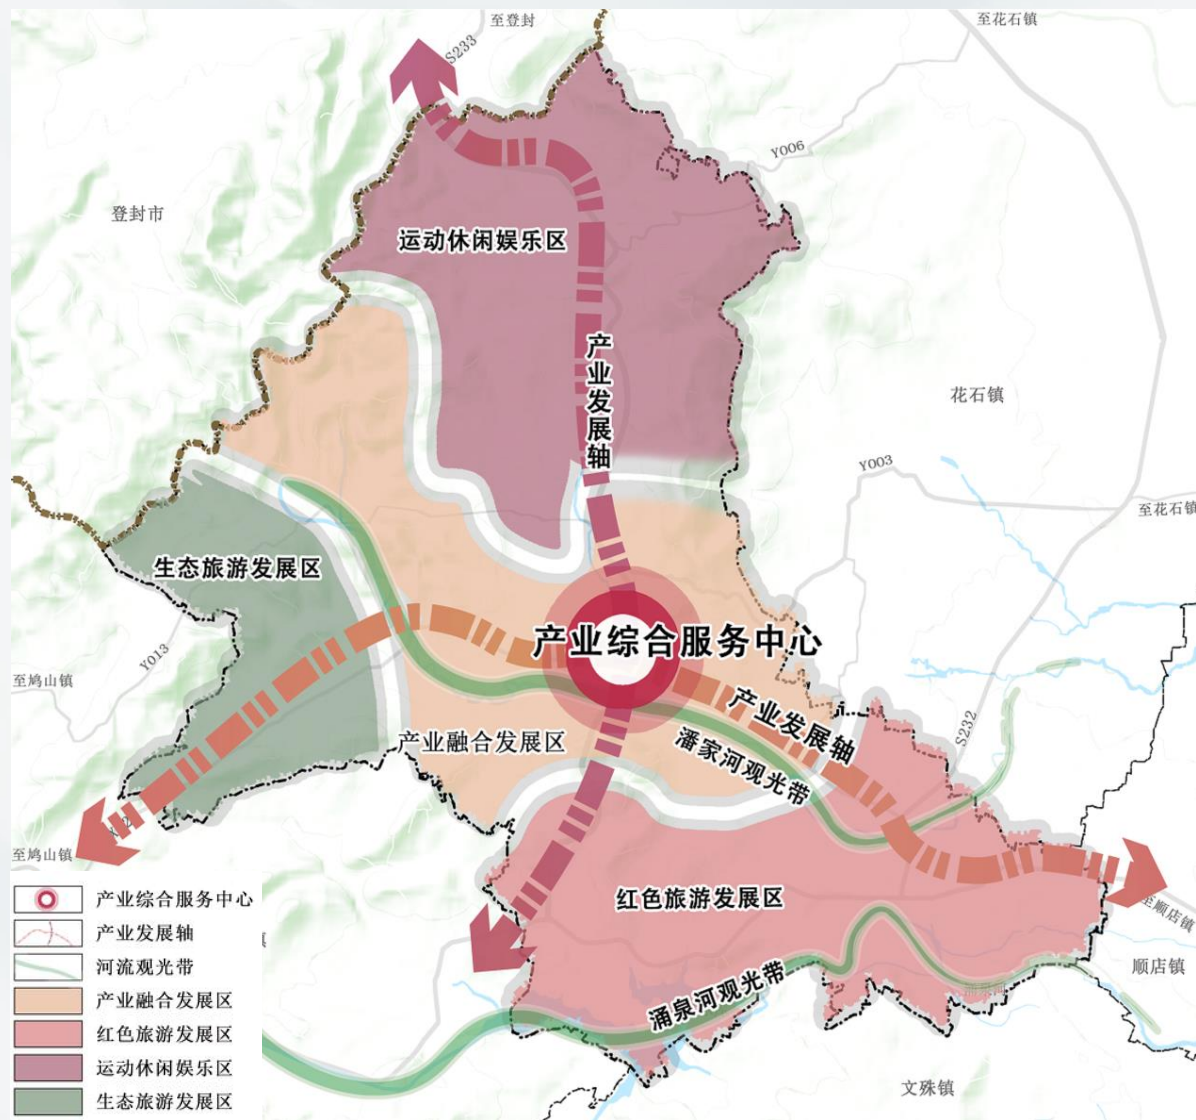 至登封
至花石镇
S233
Y006
登封市
运动休闲娱乐区
产业发展轴
花石镇
Y003
至花石镇
生态旅游发展区
产业综合服务中心
Y013
至鸠山镇
产业发展轴
S232
产业融合发展区
潘家河观光带
至鸠山镇
红色旅游发展区
至顺店镇
顺店镇
涌泉河观光带
文殊镇
产业综合服务中心
产业发展轴
河流观光带
产业融合发展区
红色旅游发展区
运动休闲娱乐区
生态旅游发展区